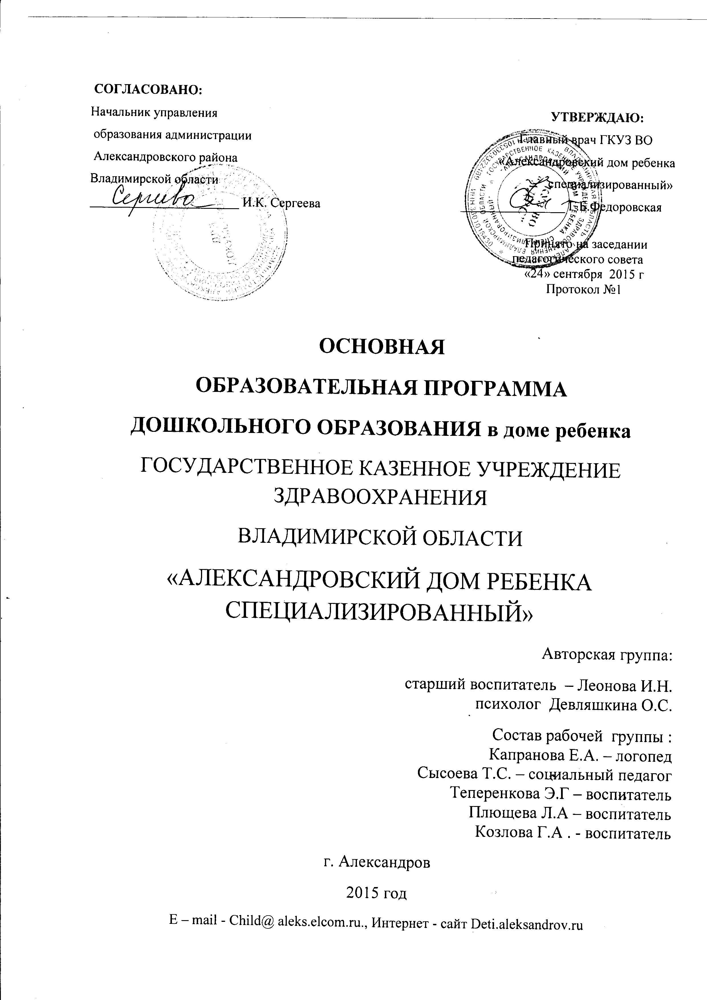 СОГЛАСОВАНО:
Начальник управления
образования администрации
Александровского района
Владимирской области
Сергеева И.К. Сергеева
УТВЕРЖДАЮ:
Главный врач ГКУЗ ВО
«Александровский дом ребенка
специализированный»
Т.Б.Федоровская
Принято на заседании
педагогического совета
«24» сентября 2015 г
Протокол №1
ОСНОВНАЯ
ОБРАЗОВАТЕЛЬНАЯ ПРОГРАММА
ДОШКОЛЬНОГО ОБРАЗОВАНИЯ в доме ребенка
ГОСУДАРСТВЕННОЕ КАЗЕННОЕ УЧРЕЖДЕНИЕ
ЗДРАВООХРАНЕНИЯ
ВЛАДИМИРСКОЙ ОБЛАСТИ
«АЛЕКСАНДРОВСКИЙ ДОМ РЕБЕНКА
СПЕЦИАЛИЗИРОВАННЫЙ»
Авторская группа:
старший воспитатель – Леонова И.Н.
психолог Девляшкина О.С.
Состав рабочей группы :
Капранова Е.А. – логопед
Сысоева Т.С. – социальный педагог
Теперенкова Э.Г – воспитатель
Плющева Л.А – воспитатель
Козлова Г.А . - воспитатель
г. Александров
2015 год
E – mail - Child@ aleks.elcom.ru., Интернет - сайт Deti.aleksandrov.ru